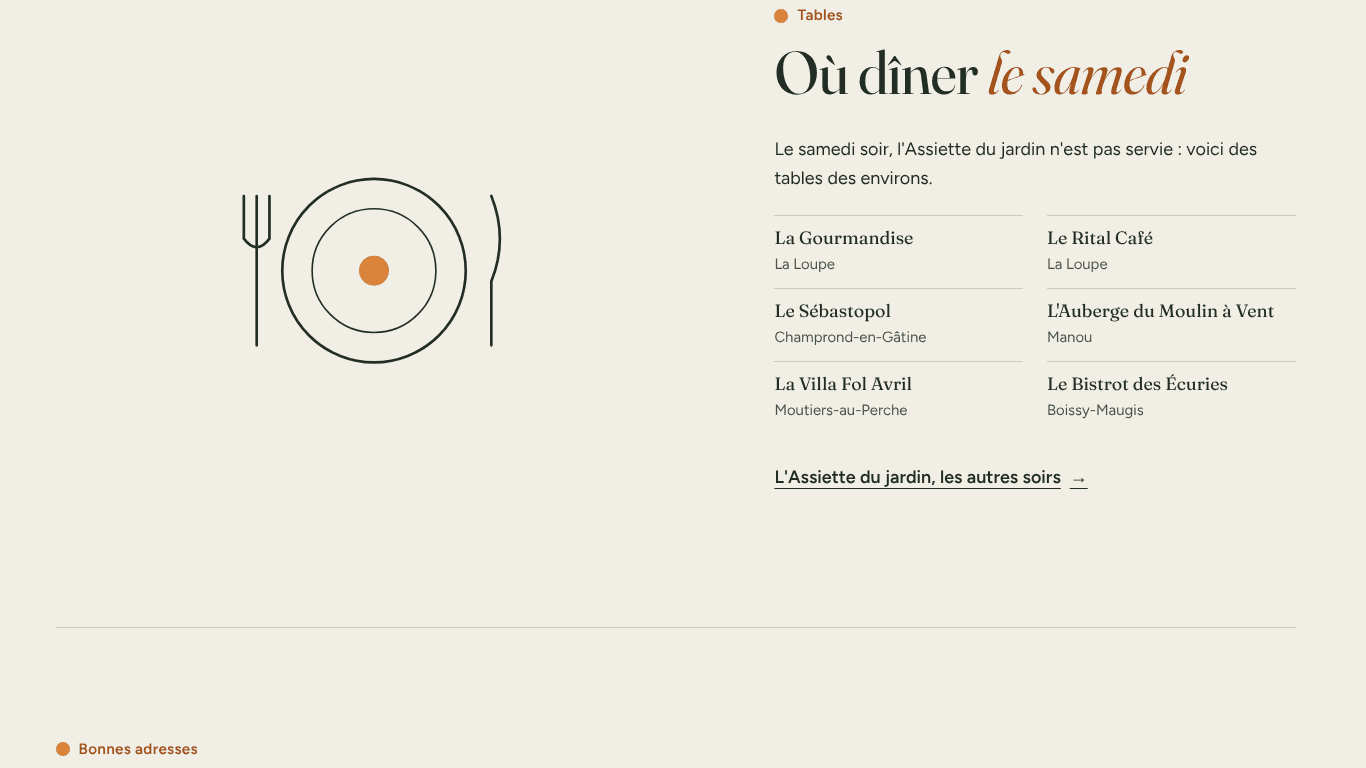 Tables
Où dîner le samedi
Le samedi soir, l'Assiette du jardin n'est pas servie : voici des
tables des environs.
La Gourmandise
La Loupe
Le Rital Café
La Loupe
Le Sébastopol
Champrond-en-Gâtine
L'Auberge du Moulin à Vent
Manou
La Villa Fol Avril
Moutiers-au-Perche
Le Bistrot des Écuries
Boissy-Maugis
L'Assiette du jardin, les autres soirs →
Bonnes adresses